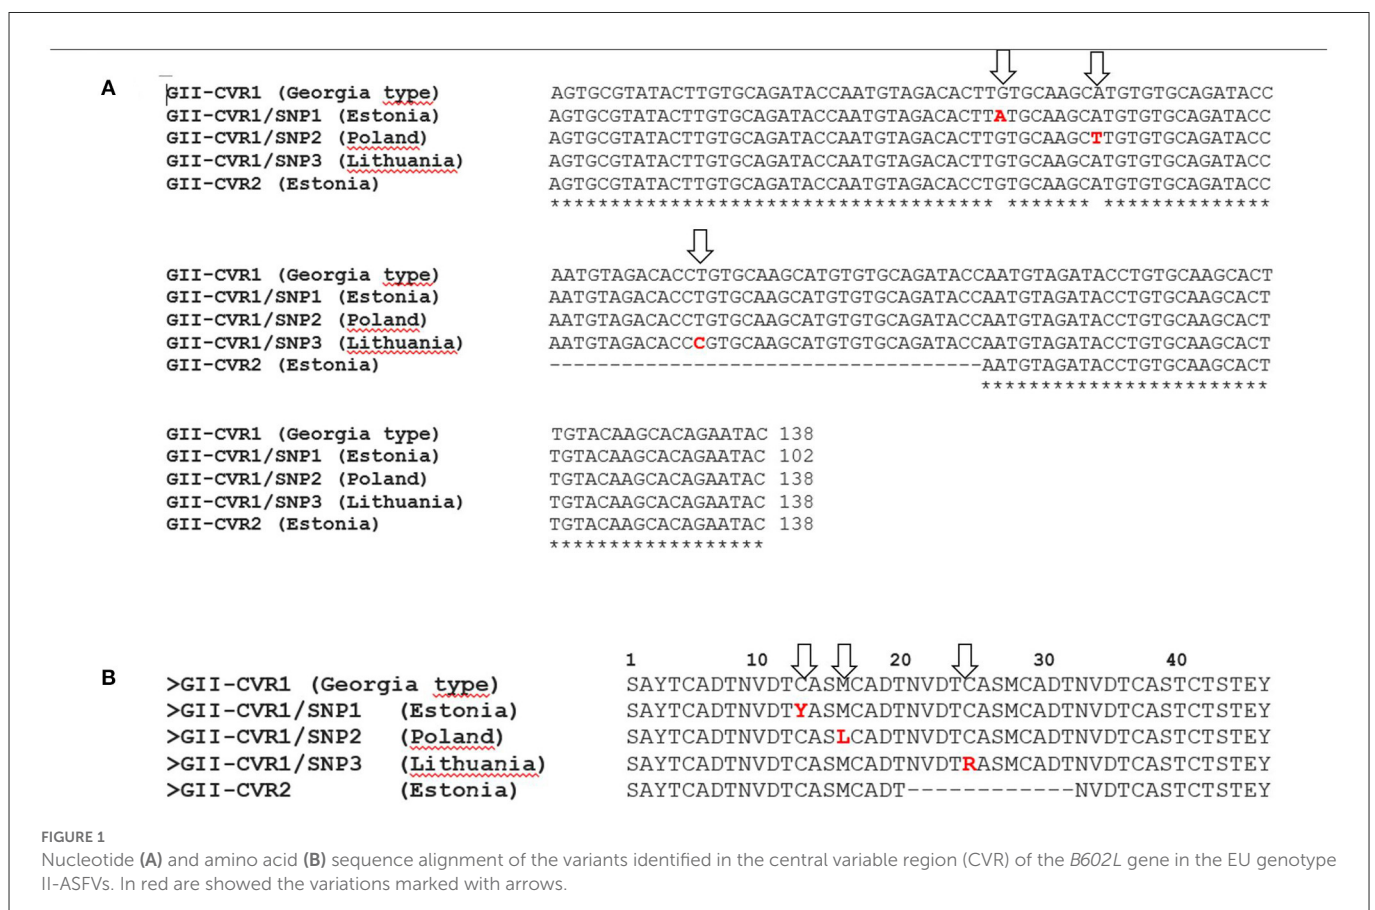 A
GII-CVR1 (Georgia type) AGTGCGTATACTTGTGCAGATACCAATGTAGACACTTGTGCAAGCATGTGTGCAGATACC
GII-CVR1/SNP1 (Estonia) AGTGCGTATACTTGTGCAGATACCAATGTAGACACTTATGCAAGCATGTGTGCAGATACC
GII-CVR1/SNP2 (Poland) AGTGCGTATACTTGTGCAGATACCAATGTAGACACTTGTGCAAGCTTGTGTGCAGATACC
GII-CVR1/SNP3 (Lithuania) AGTGCGTATACTTGTGCAGATACCAATGTAGACACTTGTGCAAGCATGTGTGCAGATACC
GII-CVR2 (Estonia) AGTGCGTATACTTGTGCAGATACCAATGTAGACACCTGTGCAAGCATGTGTGCAGATACC
************************************* ******* **************
GII-CVR1 (Georgia type) AATGTAGACACCTGTGCAAGCATGTGTGCAGATACCAATGTAGATACCTGTGCAAGCACT
GII-CVR1/SNP1 (Estonia) AATGTAGACACCTGTGCAAGCATGTGTGCAGATACCAATGTAGATACCTGTGCAAGCACT
GII-CVR1/SNP2 (Poland) AATGTAGACACCTGTGCAAGCATGTGTGCAGATACCAATGTAGATACCTGTGCAAGCACT
GII-CVR1/SNP3 (Lithuania) AATGTAGACACCCGTGCAAGCATGTGTGCAGATACCAATGTAGATACCTGTGCAAGCACT
GII-CVR2 (Estonia) ------------------------------------AATGTAGATACCTGTGCAAGCACT
************************
GII-CVR1 (Georgia type) TGTACAAGCACAGAATAC 138
GII-CVR1/SNP1 (Estonia) TGTACAAGCACAGAATAC 102
GII-CVR1/SNP2 (Poland) TGTACAAGCACAGAATAC 138
GII-CVR1/SNP3 (Lithuania) TGTACAAGCACAGAATAC 138
GII-CVR2 (Estonia) TGTACAAGCACAGAATAC 138
******************
1 10 20 30 40
B
>GII-CVR1 (Georgia type) SAYTCADTNVDTCASMCADTNVDTCASMCADTNVDTCASTCTSTEY
>GII-CVR1/SNP1 (Estonia) SAYTCADTNVDTYASMCADTNVDTCASMCADTNVDTCASTCTSTEY
>GII-CVR1/SNP2 (Poland) SAYTCADTNVDTCASLCADTNVDTCASMCADTNVDTCASTCTSTEY
>GII-CVR1/SNP3 (Lithuania) SAYTCADTNVDTCASMCADTNVDTRASMCADTNVDTCASTCTSTEY
>GII-CVR2 (Estonia) SAYTCADTNVDTCASMCADT------------NVDTCASTCTSTEY
FIGURE 1
Nucleotide (A) and amino acid (B) sequence alignment of the variants identified in the central variable region (CVR) of the B602L gene in the EU genotype
II-ASFVs. In red are showed the variations marked with arrows.